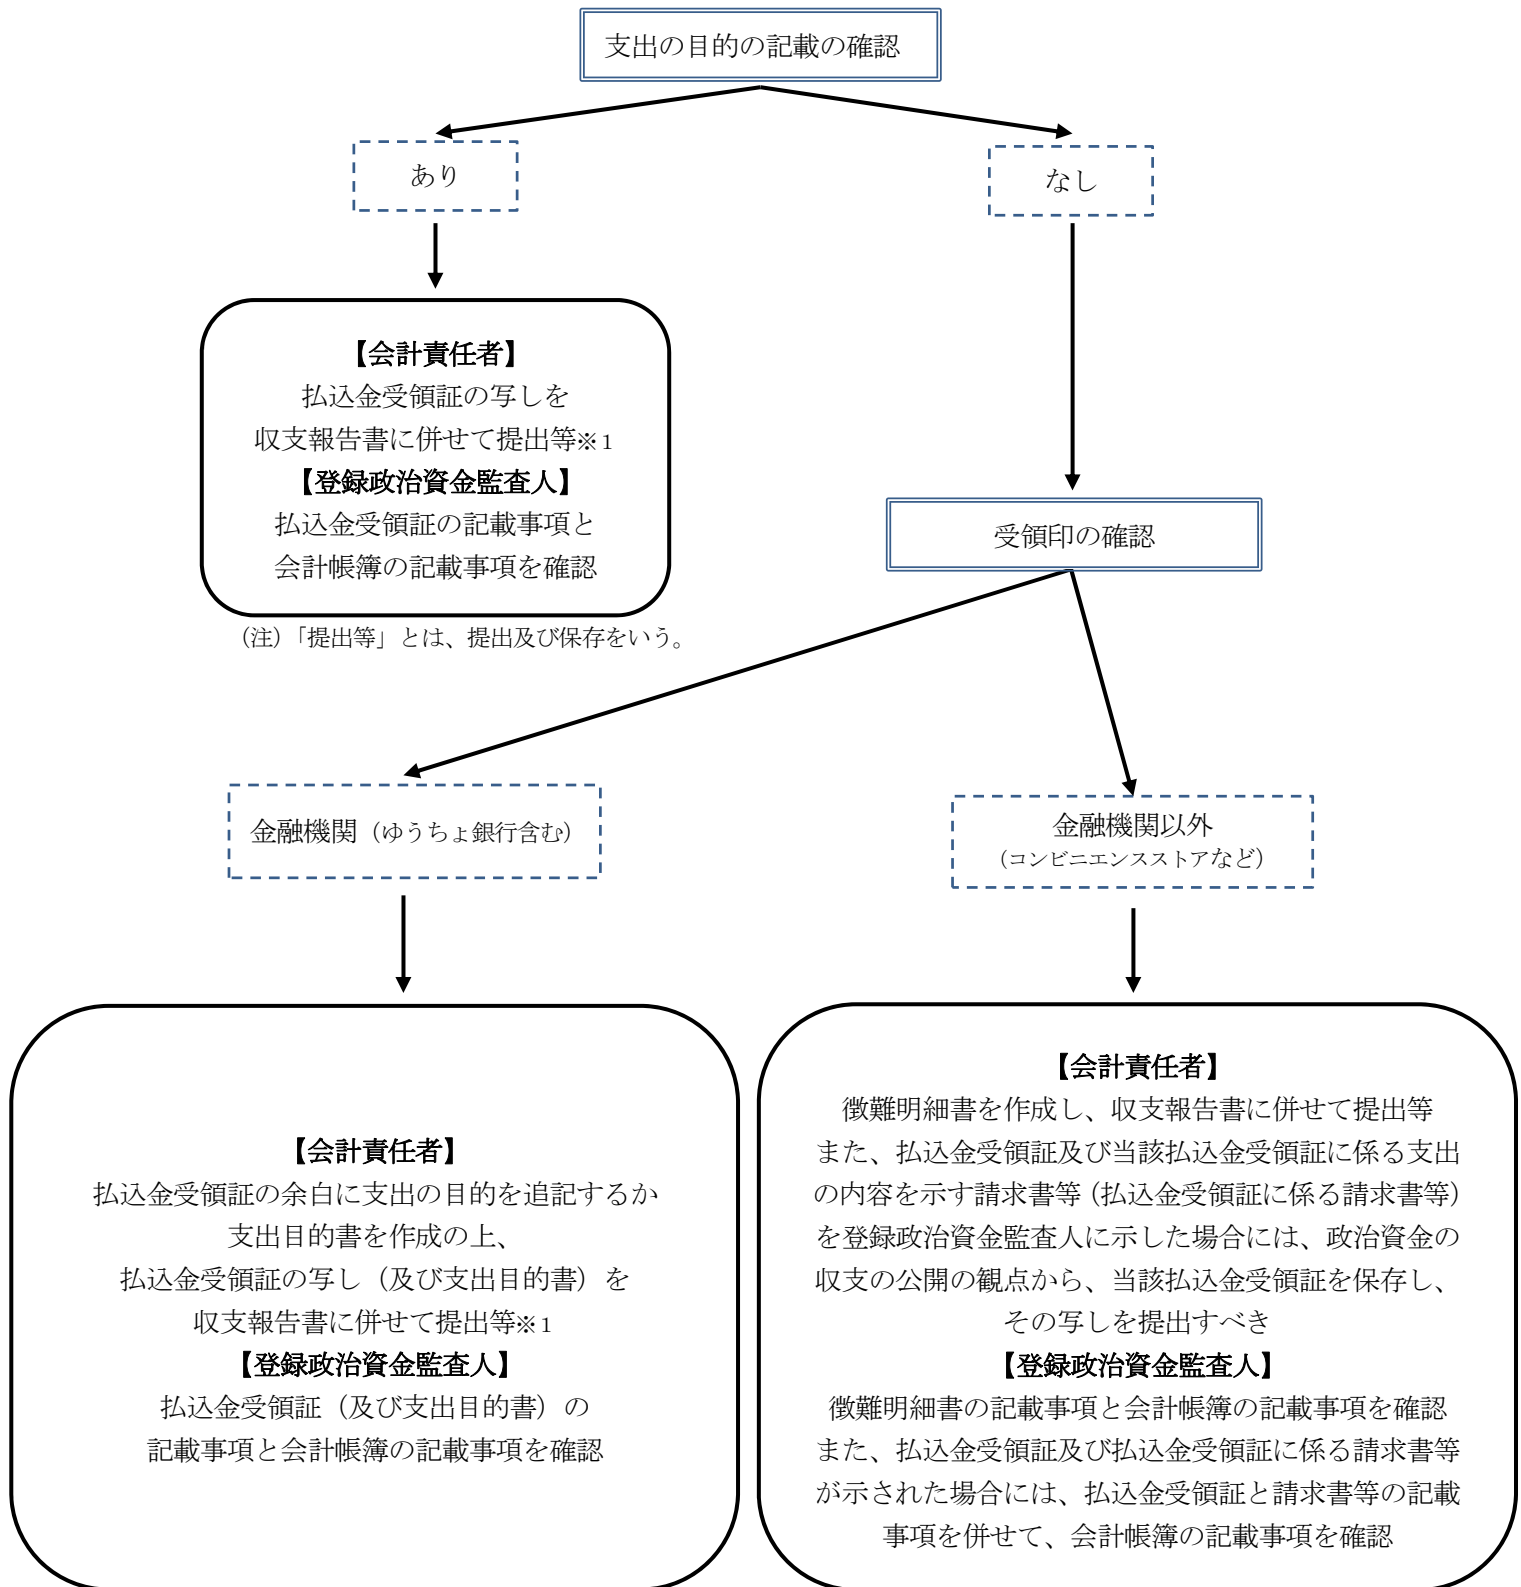 支出の目的の記載の確認
あり
なし
【会計責任者】
払込金受領証の写しを
収支報告書に併せて提出等※1
【登録政治資金監査人】
払込金受領証の記載事項と
会計帳簿の記載事項を確認
(注)「提出等」とは、提出及び保存をいう。
受領印の確認
金融機関(ゆうちょ銀行含む)
金融機関以外
(コンビニエンスストアなど)
【会計責任者】
払込金受領証の余白に支出の目的を追記するか
支出目的書を作成の上、
払込金受領証の写し(及び支出目的書)を
収支報告書に併せて提出等※1
【登録政治資金監査人】
払込金受領証(及び支出目的書)の
記載事項と会計帳簿の記載事項を確認
【会計責任者】
徴難明細書を作成し、収支報告書に併せて提出等
また、払込金受領証及び当該払込金受領証に係る支出
の内容を示す請求書等(払込金受領証に係る請求書等)
を登録政治資金監査人に示した場合には、政治資金の
収支の公開の観点から、当該払込金受領証を保存し、
その写しを提出すべき
【登録政治資金監査人】
徴難明細書の記載事項と会計帳簿の記載事項を確認
また、払込金受領証及び払込金受領証に係る請求書等
が示された場合には、払込金受領証と請求書等の記載
事項を併せて、会計帳簿の記載事項を確認